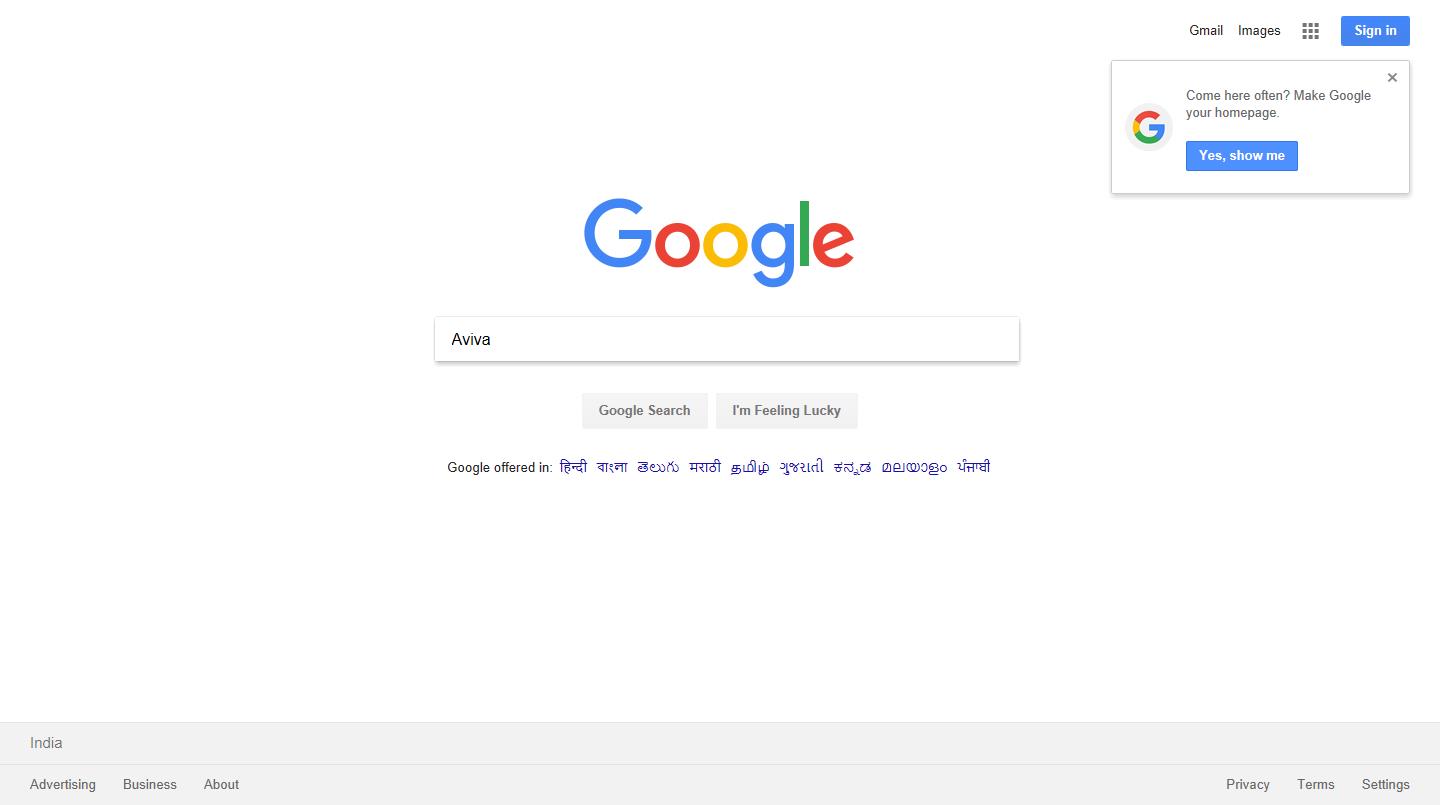 Gmail Images Sign in
Come here often? Make Google
your homepage.
Yes, show me
Google
Aviva
Google Search I'm Feeling Lucky
Google offered in: हिन्दी বাংলা తెలుగు मराठी தமிழ் ગુજરાતી ಕನ್ನಡ മലയാളം ਪੰਜਾਬੀ
India
Advertising Business About Privacy Terms Settings